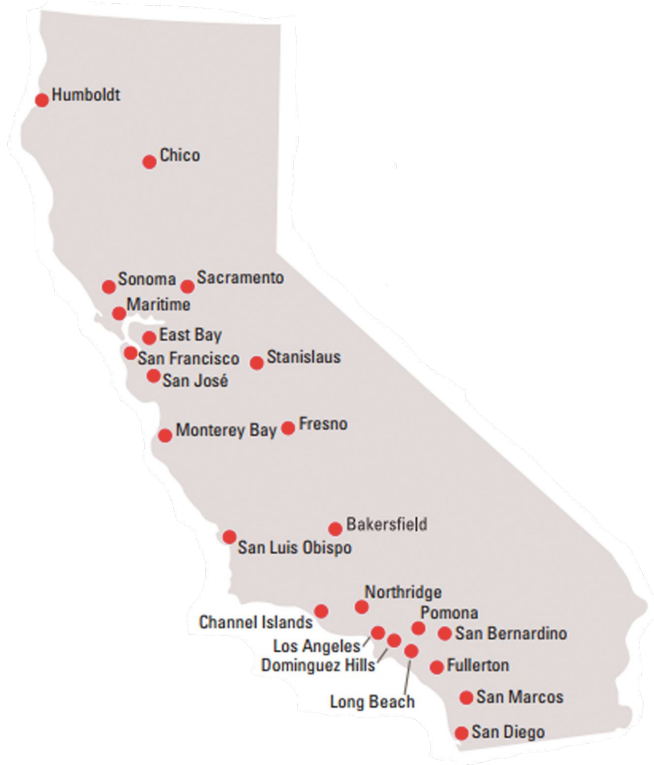 Humboldt
Chico
Sonoma
Sacramento
Maritime
East Bay
San Francisco
Stanislaus
San José
Monterey Bay
Fresno
Bakersfield
San Luis Obispo
Northridge
Channel Islands
Pomona
Los Angeles
San Bernardino
Dominguez Hills
Fullerton
Long Beach
San Marcos
San Diego